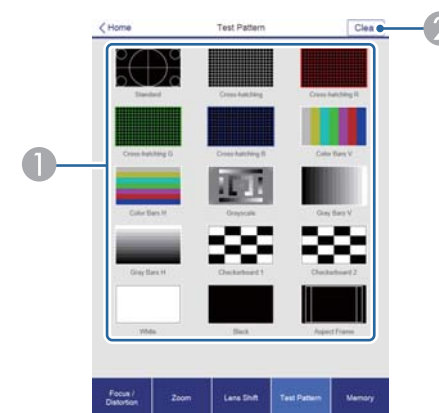 Home Test Pattern Clea
2
Standard Cross-hatching Cross-hatching R
1
Cross-hatching G Cross-hatching B Color Bars V
Color Bars H Grayscale Gray Bars V
Gray Bars H Checkerboard 1 Checkerboard 2
White Black Aspect Frame
Focus / Distortion Zoom Lens Shift Test Pattern Memory